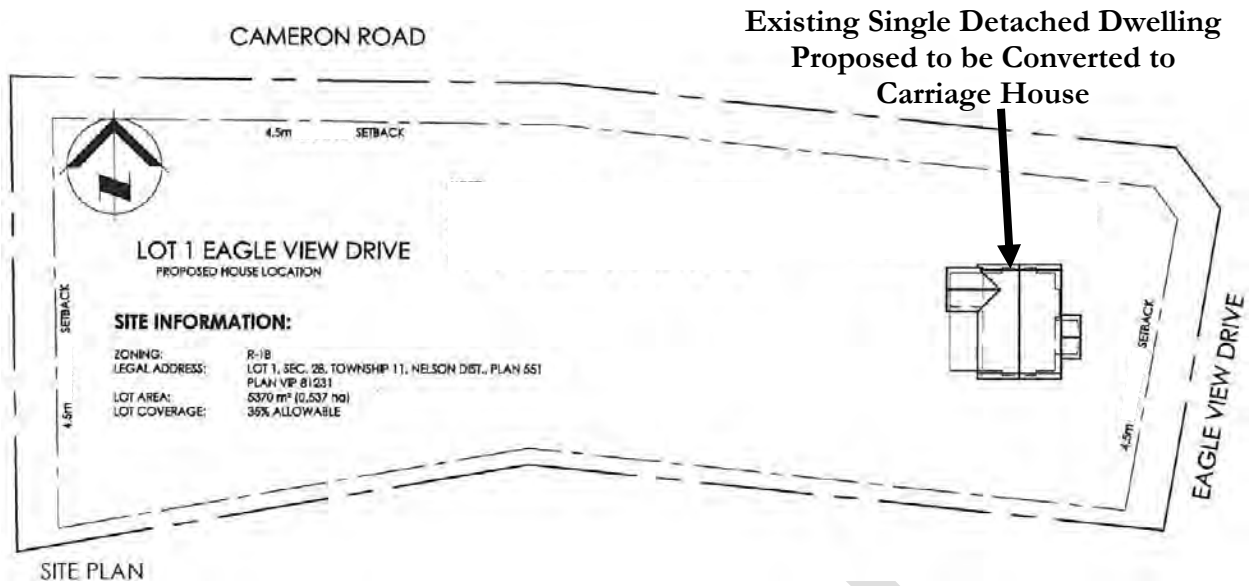 Existing Single Detached Dwelling
Proposed to be Converted to
Carriage House
CAMERON ROAD
4.5m SETBACK
N
LOT 1 EAGLE VIEW DRIVE
PROPOSED HOUSE LOCATION
SETBACK
4.5m
SITE INFORMATION:
ZONING: R-1B
LEGAL ADDRESS: LOT 1, SEC. 28, TOWNSHIP 11, NELSON DIST., PLAN 551
PLAN VIP 81231
LOT AREA: 5370 m² (0,537 ha)
LOT COVERAGE: 35% ALLOWABLE
SETBACK
4.5m
EAGLE VIEW DRIVE
SITE PLAN